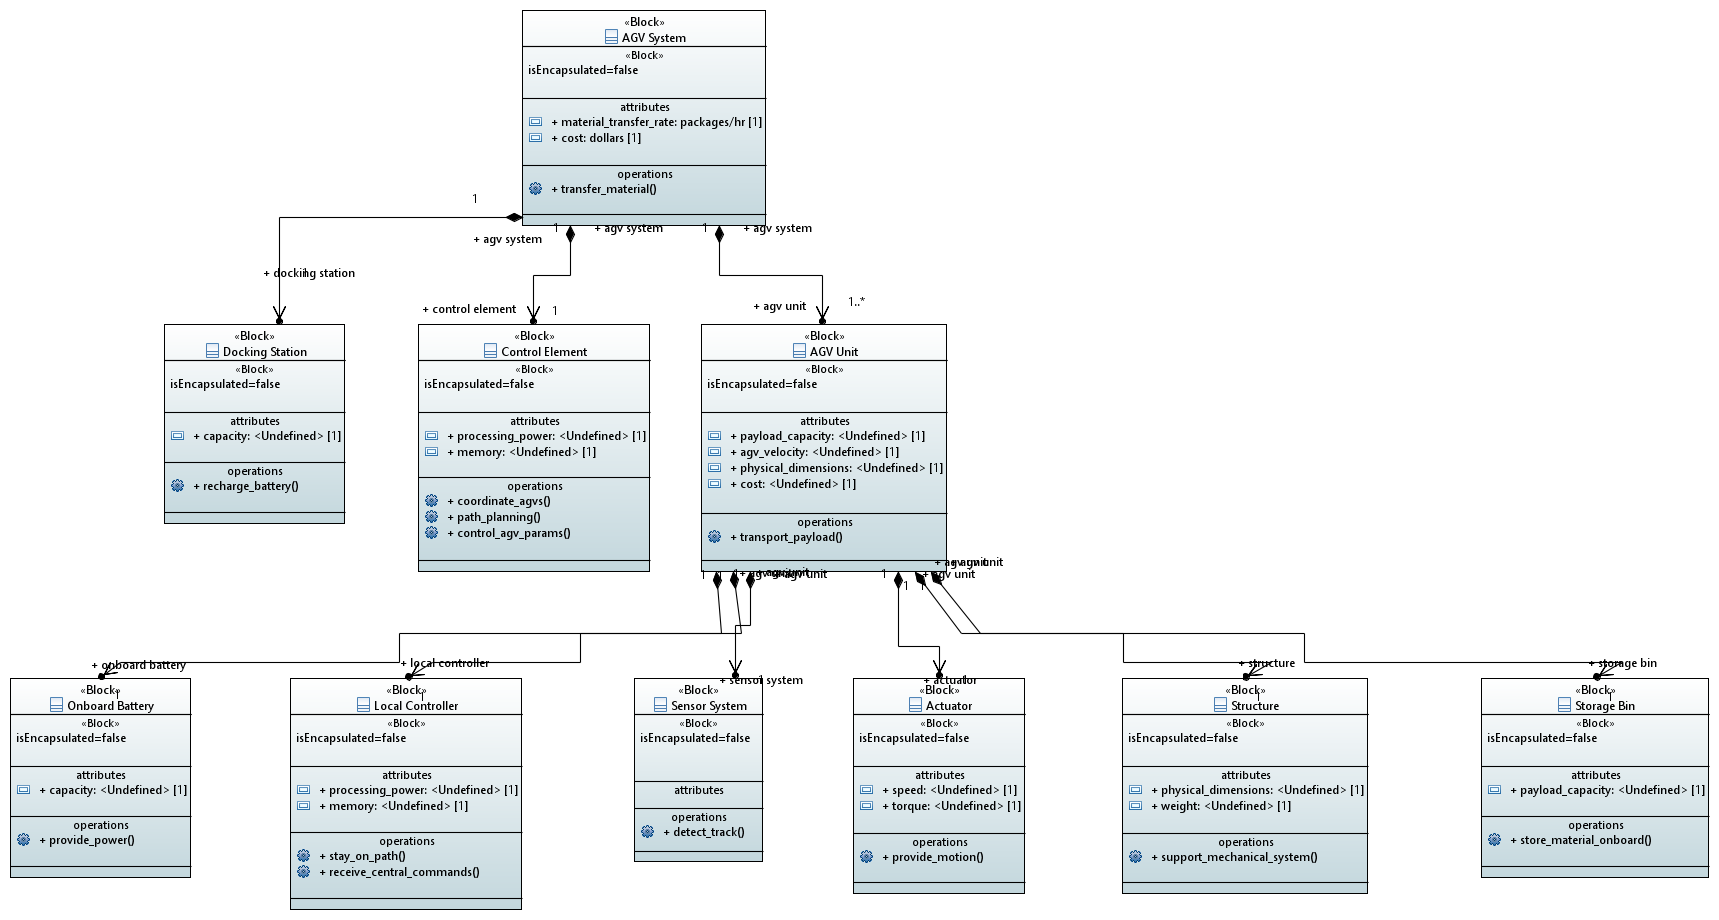 «Block»
AGV System
«Block»
isEncapsulated=false
attributes
+ material_transfer_rate: packages/hr [1]
+ cost: dollars [1]
operations
+ transfer_material()
1
+ agv system
1
+ agv system
1
+ agv system
+ docking station
+ control element
1
+ agv unit
1..*
«Block»
Docking Station
«Block»
isEncapsulated=false
attributes
+ capacity: <Undefined> [1]
operations
+ recharge_battery()
«Block»
Control Element
«Block»
isEncapsulated=false
attributes
+ processing_power: <Undefined> [1]
+ memory: <Undefined> [1]
operations
+ coordinate_agvs()
+ path_planning()
+ control_agv_params()
«Block»
AGV Unit
«Block»
isEncapsulated=false
attributes
+ payload_capacity: <Undefined> [1]
+ agv_velocity: <Undefined> [1]
+ physical_dimensions: <Undefined> [1]
+ cost: <Undefined> [1]
operations
+ transport_payload()
1
+ agv unit
1
1
+ agv unit
+ agv unit
1
+ onboard battery
«Block»
1
Onboard Battery
«Block»
isEncapsulated=false
attributes
+ capacity: <Undefined> [1]
operations
+ provide_power()
+ local controller
«Block»
1
Local Controller
«Block»
isEncapsulated=false
attributes
+ processing_power: <Undefined> [1]
+ memory: <Undefined> [1]
operations
+ stay_on_path()
+ receive_central_commands()
+ sensor system
«Block»
Sensor System
«Block»
isEncapsulated=false
attributes
operations
+ detect_track()
+ actuator
«Block»
Actuator
«Block»
isEncapsulated=false
attributes
+ speed: <Undefined> [1]
+ torque: <Undefined> [1]
operations
+ provide_motion()
+ structure
«Block»
1
Structure
«Block»
isEncapsulated=false
attributes
+ physical_dimensions: <Undefined> [1]
+ weight: <Undefined> [1]
operations
+ support_mechanical_system()
+ storage bin
«Block»
1
Storage Bin
«Block»
isEncapsulated=false
attributes
+ payload_capacity: <Undefined> [1]
operations
+ store_material_onboard()